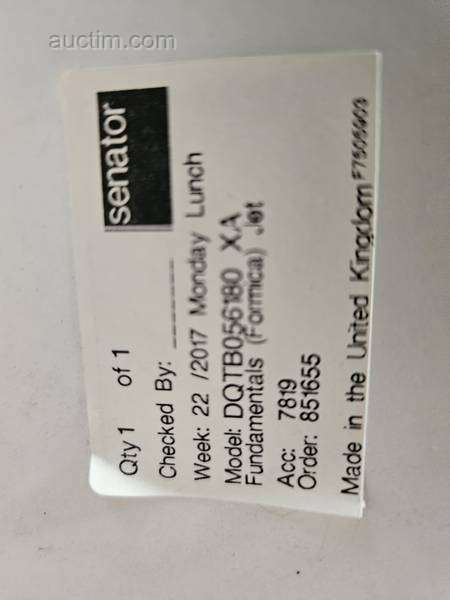 auctim.com
senator
Qty 1 of 1
Checked By:
Week: 22 /2017 Monday Lunch
Model: DQTB056180 XA
Fundamentals (Formica) Jet
Acc: 7819
Order: 851655
Made in the United Kingdom